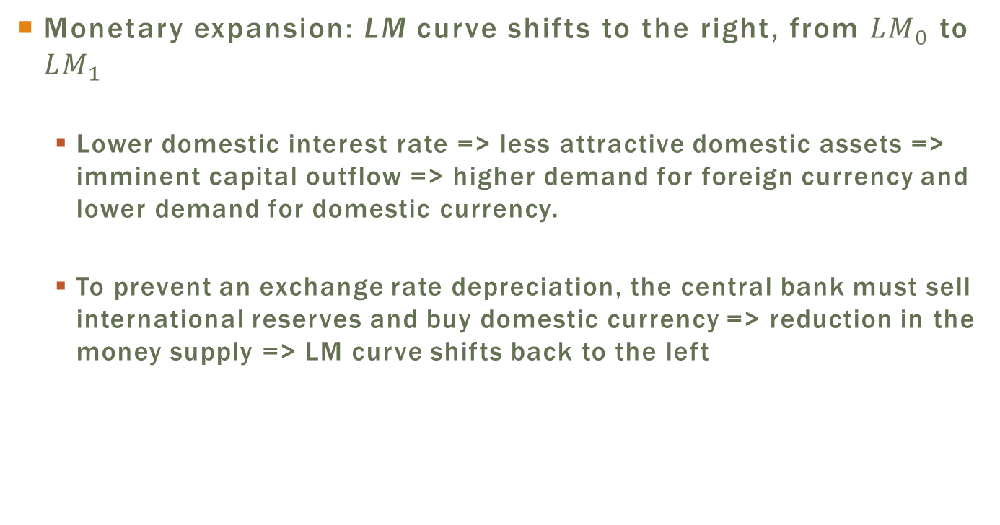 ▪ Monetary expansion: LM curve shifts to the right, from LM₀ to
LM₁
▪ Lower domestic interest rate => less attractive domestic assets =>
imminent capital outflow => higher demand for foreign currency and
lower demand for domestic currency.
▪ To prevent an exchange rate depreciation, the central bank must sell
international reserves and buy domestic currency => reduction in the
money supply => LM curve shifts back to the left